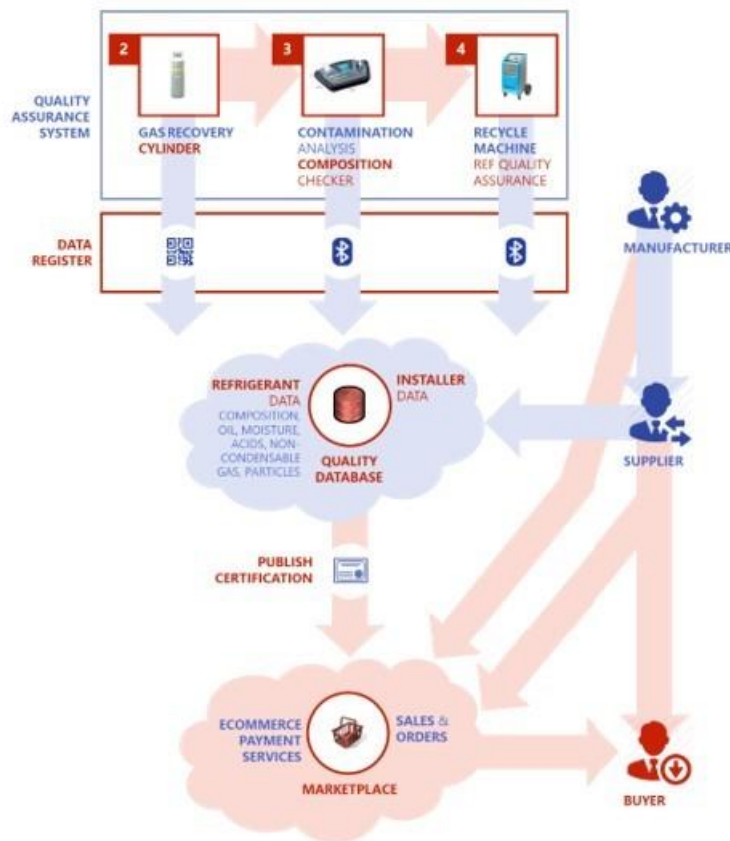 2
3
4
QUALITY
ASSURANCE
SYSTEM
GAS RECOVERY
CYLINDER
CONTAMINATION
ANALYSIS
COMPOSITION
CHECKER
RECYCLE
MACHINE
REF QUALITY
ASSURANCE
MANUFACTURER
DATA
REGISTER
REFRIGERANT
DATA
COMPOSITION,
OIL, MOISTURE,
ACIDS, NON-
CONDENSABLE
GAS, PARTICLES
INSTALLER
DATA
QUALITY
DATABASE
SUPPLIER
PUBLISH
CERTIFICATION
ECOMMERCE
PAYMENT
SERVICES
SALES &
ORDERS
MARKETPLACE
BUYER